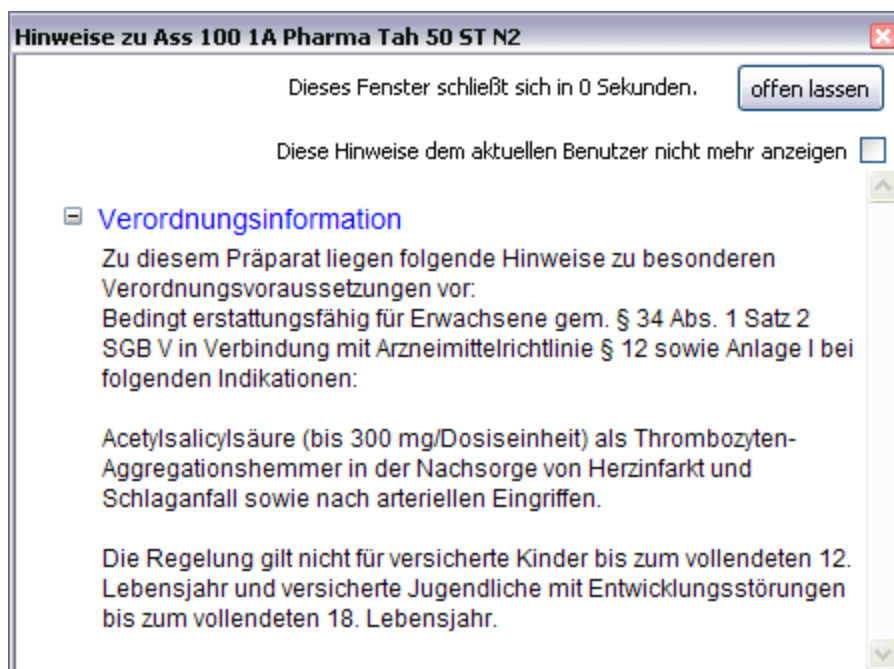 Hinweise zu Ass 100 1A Pharma Tah 50 ST N2
Dieses Fenster schließt sich in 0 Sekunden.
offen lassen
Diese Hinweise dem aktuellen Benutzer nicht mehr anzeigen
Verordnungsinformation
Zu diesem Präparat liegen folgende Hinweise zu besonderen
Verordnungsvoraussetzungen vor:
Bedingt erstattungsfähig für Erwachsene gem. § 34 Abs. 1 Satz 2
SGB V in Verbindung mit Arzneimittelrichtlinie § 12 sowie Anlage I bei
folgenden Indikationen:
Acetylsalicylsäure (bis 300 mg/Dosiseinheit) als Thrombozyten-
Aggregationshemmer in der Nachsorge von Herzinfarkt und
Schlaganfall sowie nach arteriellen Eingriffen.
Die Regelung gilt nicht für versicherte Kinder bis zum vollendeten 12.
Lebensjahr und versicherte Jugendliche mit Entwicklungsstörungen
bis zum vollendeten 18. Lebensjahr.